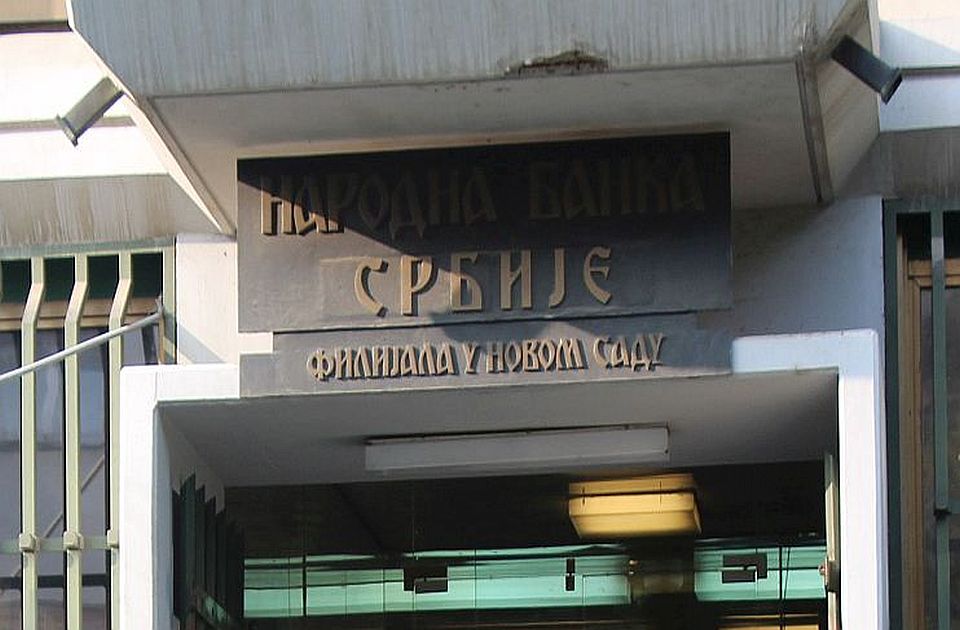 НАРОДНА БАНКА
СРБИЈЕ
ФИЛИЈАЛА У НОВОМ САДУ